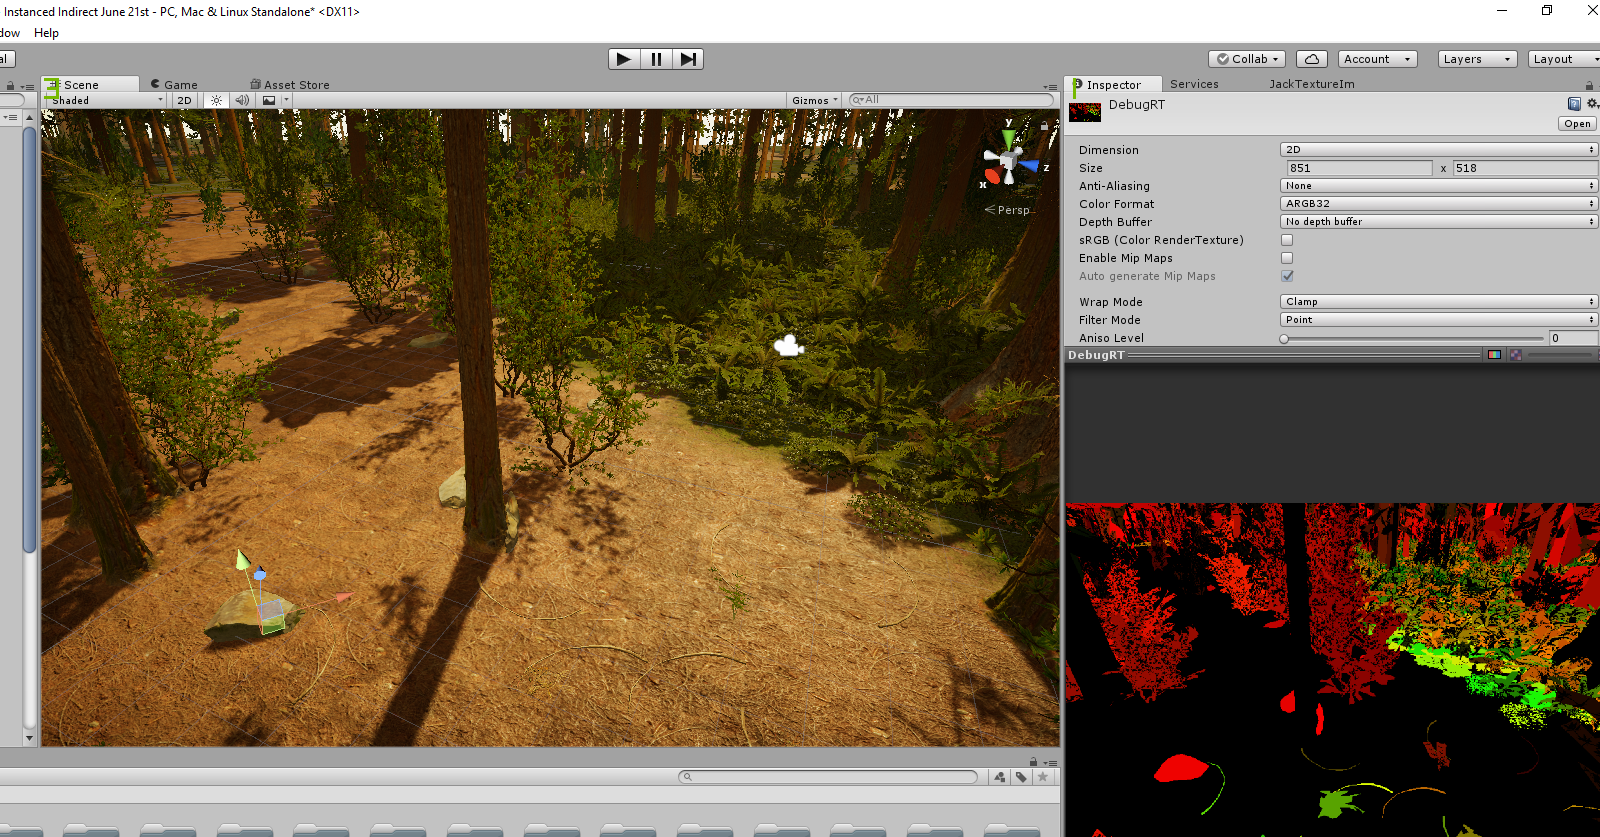 Instanced Indirect June 21st - PC, Mac & Linux Standalone* <DX11>
dow Help
al Collab Account Layers Layout
Scene Game Asset Store Inspector Services JackTextureIm
3
Shaded 2D Gizmos All
DebugRT
Open
Dimension 2D
Size 851 x 518
Anti-Aliasing None
Color Format ARGB32
Depth Buffer No depth buffer
sRGB (Color RenderTexture)
Enable Mip Maps
Auto generate Mip Maps
Wrap Mode Clamp
Filter Mode Point
Aniso Level 0
DebugRT
y
z
x
Persp